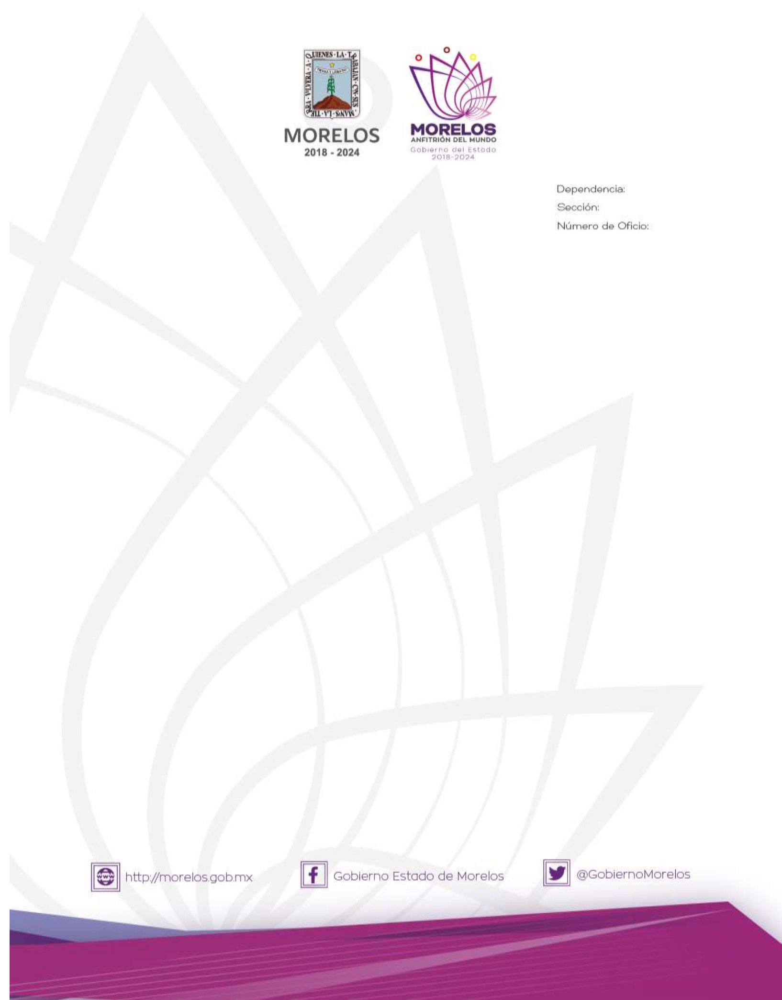 TIERRA Y LIBERTAD
LA TIERRA VOLVERA A QUIENES LA TRABAJAN CON SUS MANOS
MORELOS
2018 - 2024
MORELOS
ANFITRIÓN DEL MUNDO
Gobierno del Estado
2018-2024
Dependencia:
Sección:
Número de Oficio:
www
http://morelos.gob.mx
f
Gobierno Estado de Morelos
@GobiernoMorelos